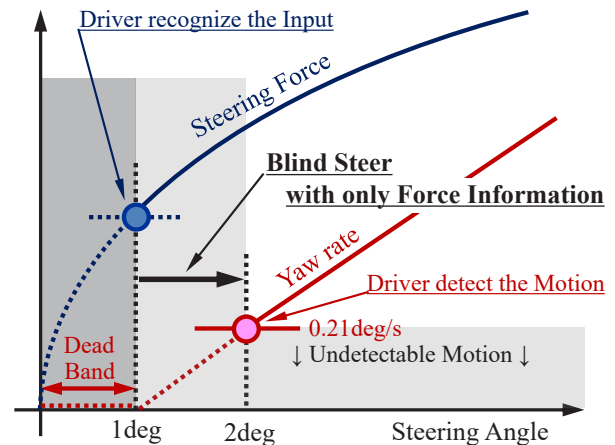 Driver recognize the Input
Steering Force
Blind Steer
with only Force Information
Yaw rate
Driver detect the Motion
0.21deg/s
↓ Undetectable Motion ↓
Dead
Band
1deg
2deg
Steering Angle